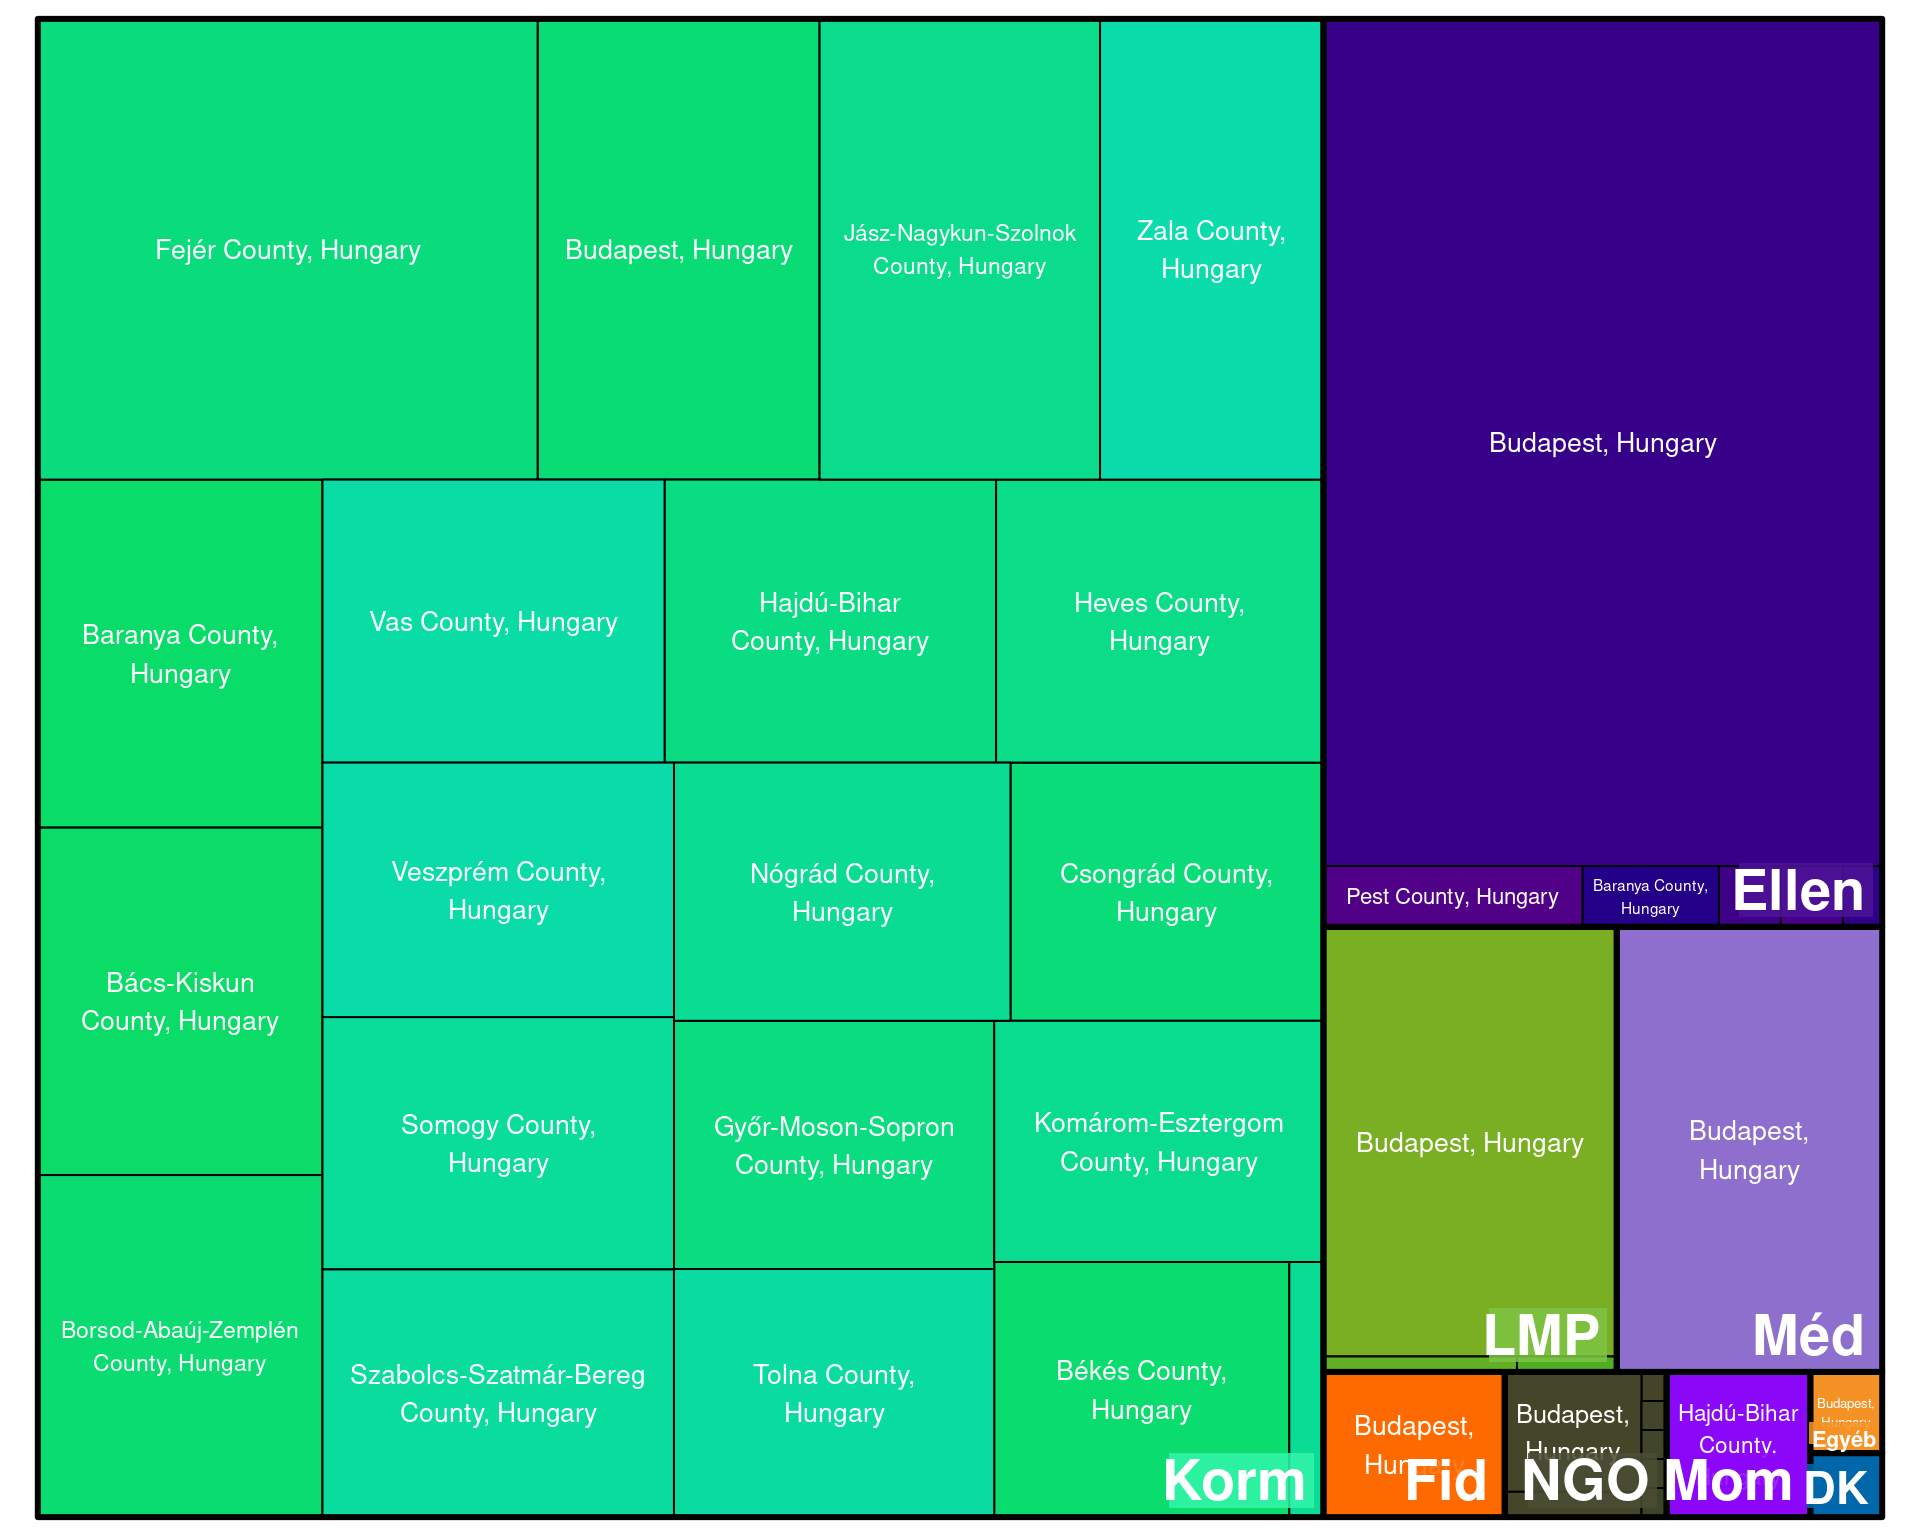 Fejér County, Hungary
Budapest, Hungary
Jász-Nagykun-Szolnok
County, Hungary
Zala County,
Hungary
Baranya County,
Hungary
Vas County, Hungary
Hajdú-Bihar
County, Hungary
Heves County,
Hungary
Bács-Kiskun
County, Hungary
Veszprém County,
Hungary
Nógrád County,
Hungary
Csongrád County,
Hungary
Somogy County,
Hungary
Győr-Moson-Sopron
County, Hungary
Komárom-Esztergom
County, Hungary
Borsod-Abaúj-Zemplén
County, Hungary
Szabolcs-Szatmár-Bereg
County, Hungary
Tolna County,
Hungary
Békés County,
Hungary
Korm
Budapest, Hungary
Pest County, Hungary
Baranya County,
Hungary
Ellen
Budapest, Hungary
LMP
Budapest,
Hungary
Méd
Budapest,
Hungary
Fid
Budapest,
Hungary
NGO
Hajdú-Bihar
County,
Mom
Budapest,
Hungary
Egyéb
DK